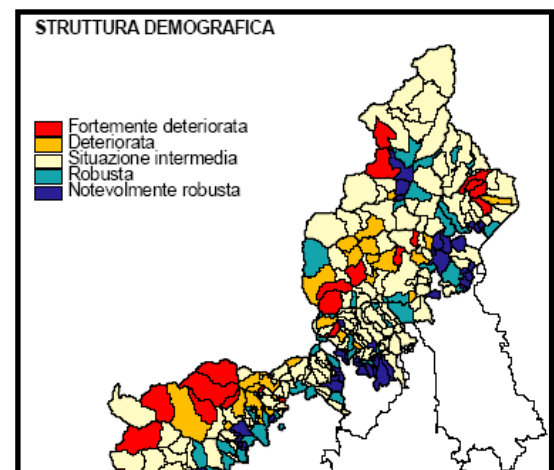 STRUTTURA DEMOGRAFICA
Fortemente deteriorata
Deteriorata
Situazione intermedia
Robusta
Notevolmente robusta